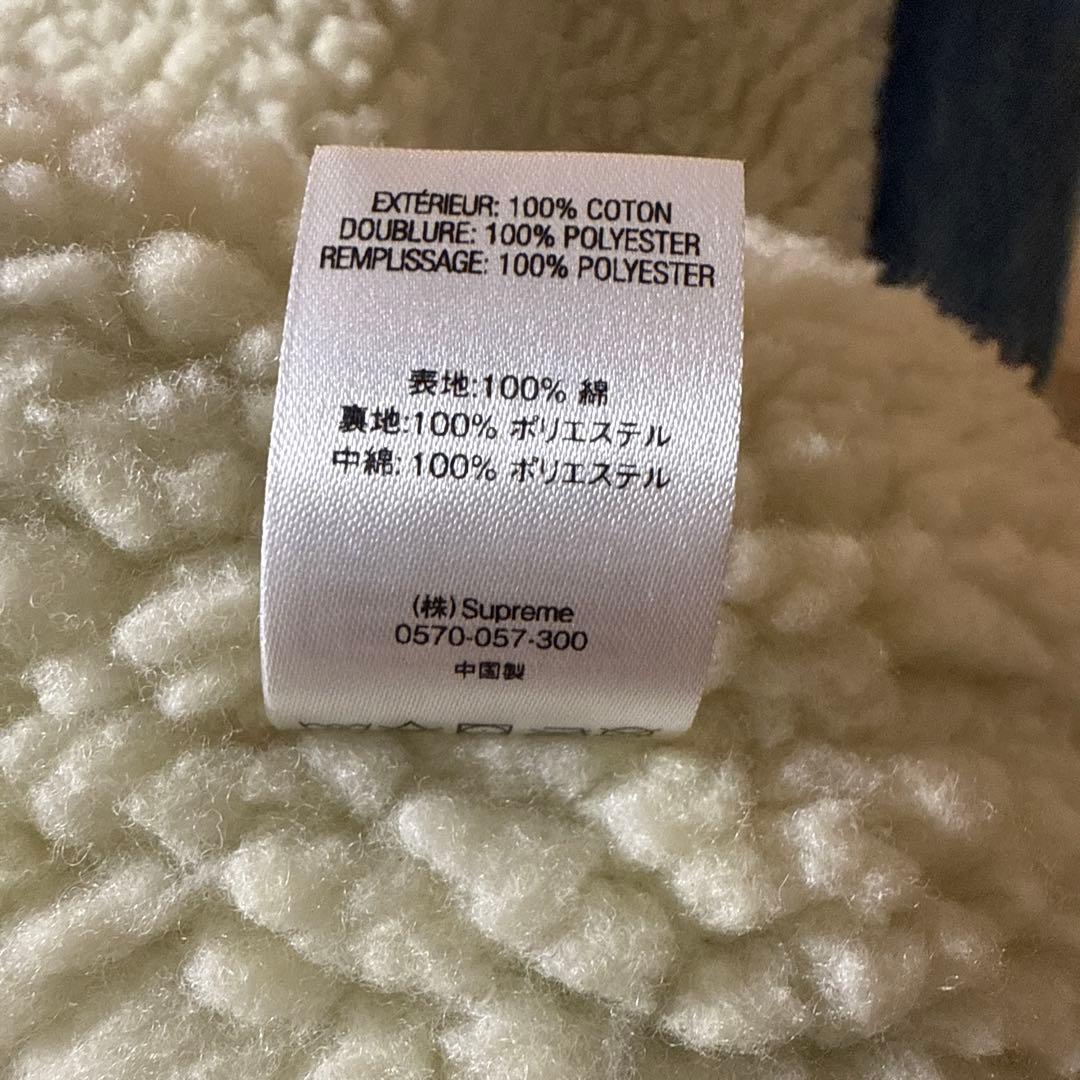 EXTÉRIEUR: 100% COTON
DOUBLURE: 100% POLYESTER
REMPLISSAGE: 100% POLYESTER
表地:100% 綿
裏地:100% ポリエステル
中綿: 100% ポリエステル
(株)Supreme
0570-057-300
中国製